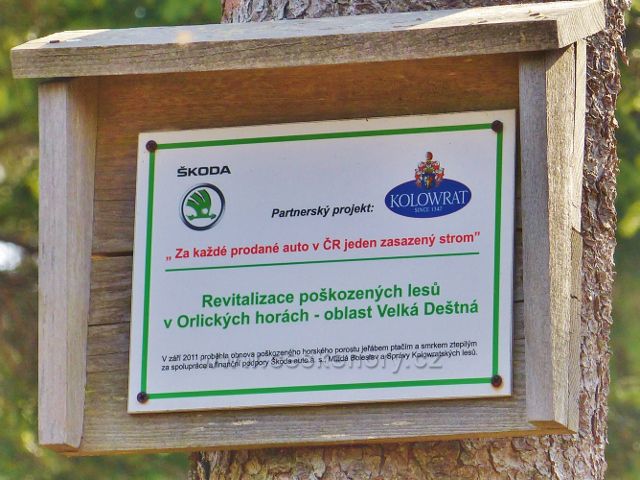 ŠKODA
Partnerský projekt:
KOLOWRAT
SINCE 1347
„ Za každé prodané auto v ČR jeden zasazený strom”
Revitalizace poškozených lesů
v Orlických horách - oblast Velká Deštná
V září 2011 proběhla obnova poškozeného horského porostu jeřábem ptačím a smrkem ztepilým
za spolupráce a finanční podpory Škoda auto a. s., Mladá Boleslav a Správy Kolowratských lesů.